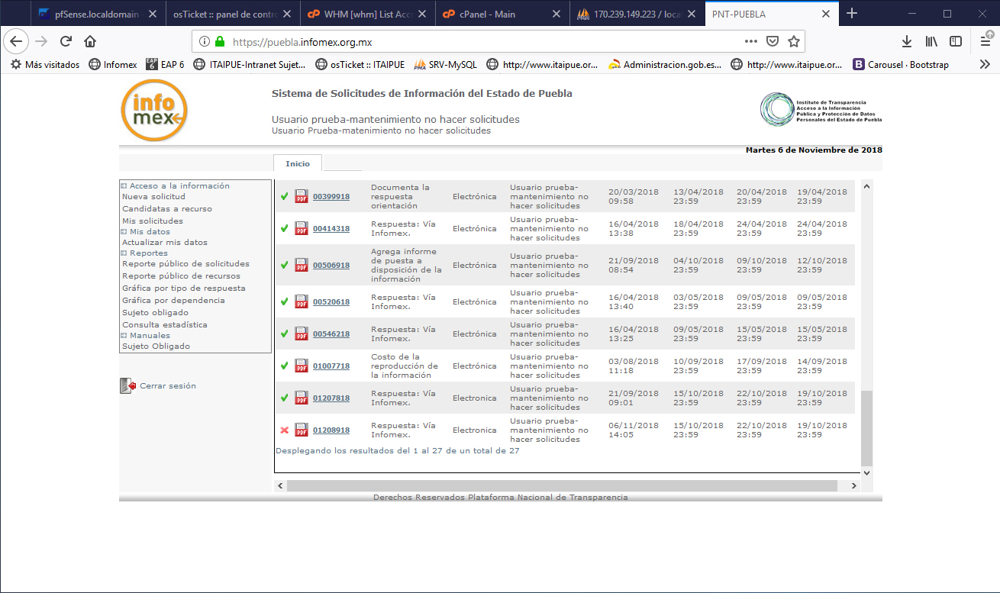 pfSense.localdomain -
osTicket :: panel de contro
WHM [whm] List Acc
cPanel - Main
170.239.149.223 / loca
PNT-PUEBLA
https://puebla.infomex.org.mx
Más visitados
Infomex
EAP 6
ITAIPUE-Intranet Sujet...
osTicket :: ITAIPUE
SRV-MySQL
http://www.itaipue.or...
Administracion.gob.es...
http://www.itaipue.or...
Carousel · Bootstrap
info
mex
Sistema de Solicitudes de Información del Estado de Puebla
Usuario prueba-mantenimiento no hacer solicitudes
Usuario Prueba-matenimiento no hacer solicitudes
Instituto de Transparencia
Acceso a la Información
Pública y Protección de Datos
Personales del Estado de Puebla
Martes 6 de Noviembre de 2018
Inicio
Acceso a la información
Nueva solicitud
Candidatas a recurso
Mis solicitudes
Mis datos
Actualizar mis datos
Reportes
Reporte público de solicitudes
Reporte público de recursos
Gráfica por tipo de respuesta
Gráfica por dependencia
Sujeto obligado
Consulta estadística
Manuales
Sujeto Obligado
Cerrar sesión
PDF 00399918 Documenta la respuesta orientación Electrónica Usuario prueba-mantenimiento no hacer solicitudes 20/03/2018 09:58 13/04/2018 23:59 20/04/2018 23:59 19/04/2018 23:59
PDF 00414318 Respuesta: Vía Infomex. Electrónica Usuario prueba-mantenimiento no hacer solicitudes 16/04/2018 13:38 18/04/2018 23:59 24/04/2018 23:59 24/04/2018 23:59
PDF 00506918 Agrega informe de puesta a disposición de la información Electrónica Usuario prueba-mantenimiento no hacer solicitudes 21/09/2018 08:54 04/10/2018 23:59 09/10/2018 23:59 12/10/2018 23:59
PDF 00520618 Respuesta: Vía Infomex. Electrónica Usuario prueba-mantenimiento no hacer solicitudes 16/04/2018 13:40 03/05/2018 23:59 09/05/2018 23:59 09/05/2018 23:59
PDF 00546218 Respuesta: Vía Infomex. Electrónica Usuario prueba-mantenimiento no hacer solicitudes 16/04/2018 13:25 09/05/2018 23:59 15/05/2018 23:59 15/05/2018 23:59
PDF 01007718 Costo de la reproducción de la información Electronica Usuario prueba-mantenimiento no hacer solicitudes 03/08/2018 11:18 10/09/2018 23:59 17/09/2018 23:59 14/09/2018 23:59
PDF 01207818 Respuesta: Vía Infomex. Electronica Usuario prueba-mantenimiento no hacer solicitudes 21/09/2018 09:01 15/10/2018 23:59 22/10/2018 23:59 19/10/2018 23:59
PDF 01208918 Respuesta: Vía Infomex. Electronica Usuario prueba-mantenimiento no hacer solicitudes 06/11/2018 14:05 15/10/2018 23:59 22/10/2018 23:59 19/10/2018 23:59
Desplegando los resultados del 1 al 27 de un total de 27
Derechos Reservados Plataforma Nacional de Transparencia